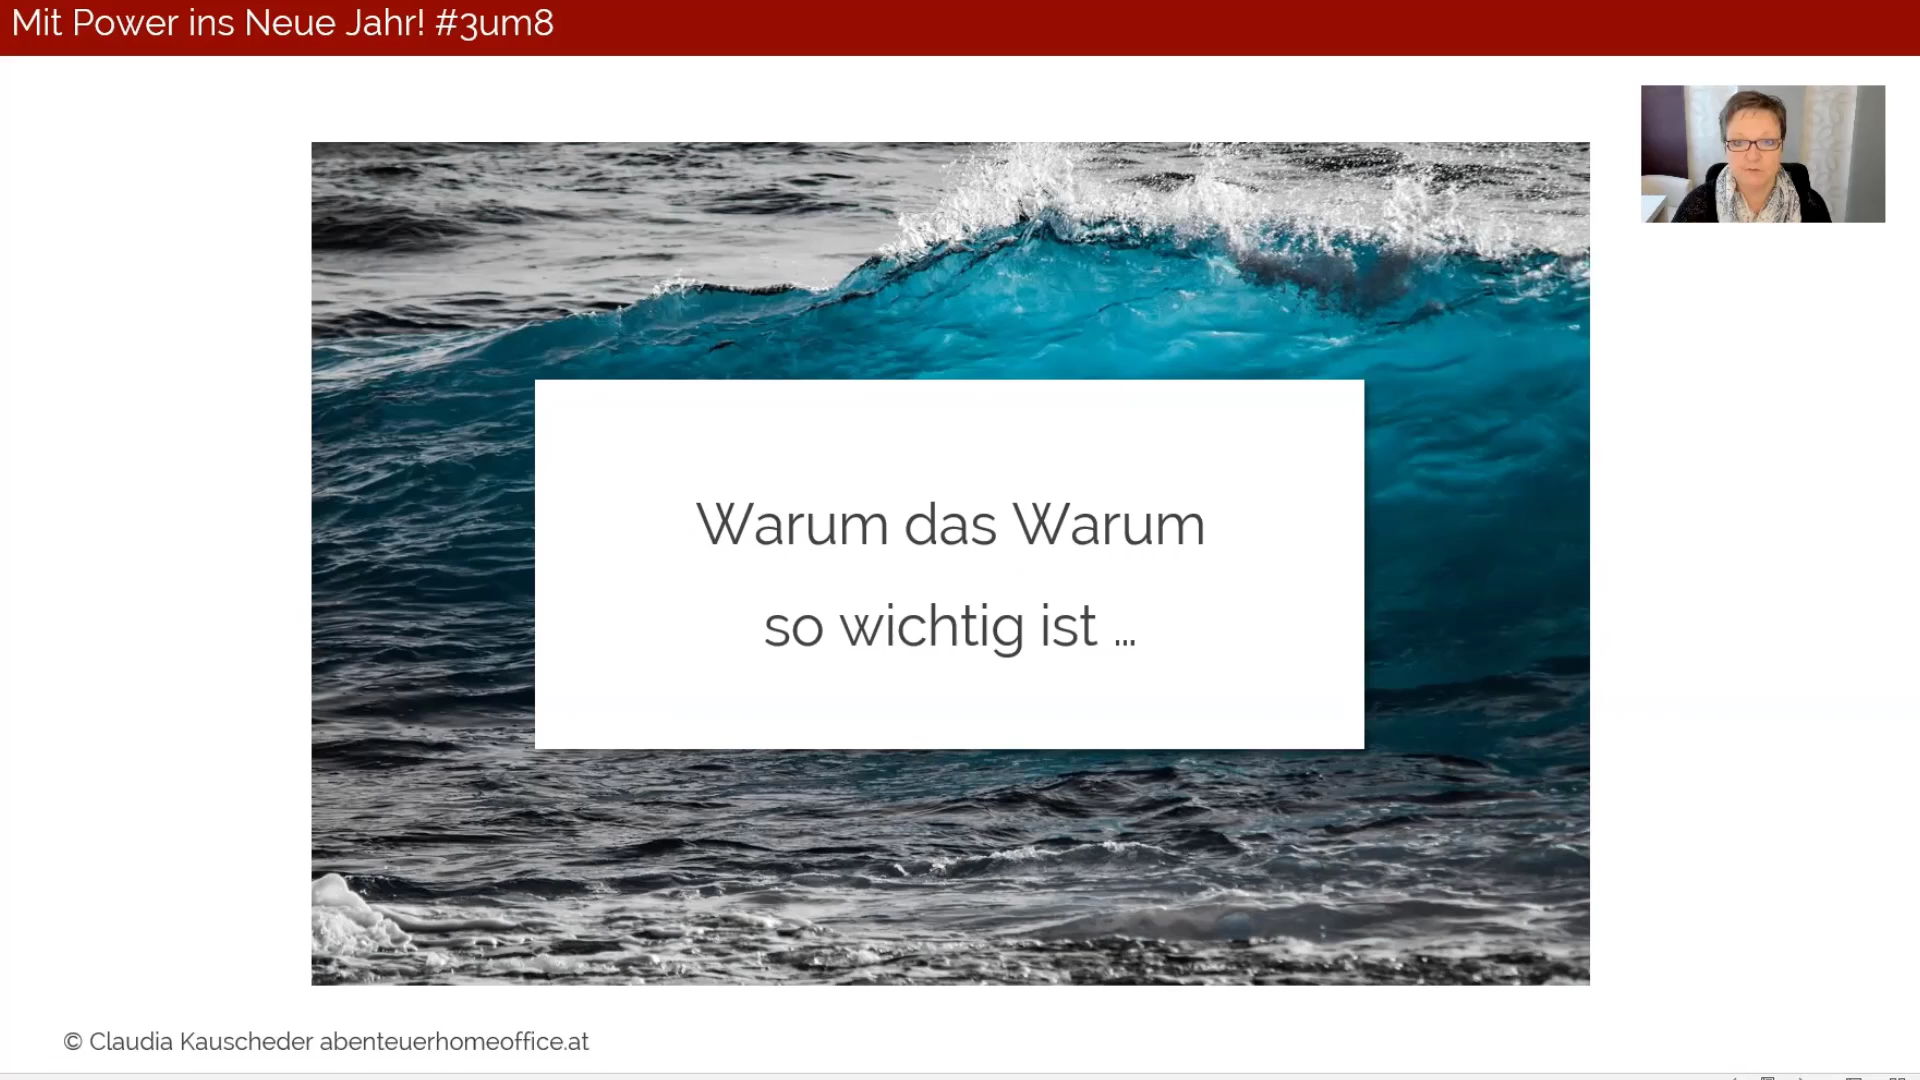 Mit Power ins Neue Jahr! #3um8
Warum das Warum
so wichtig ist ...
© Claudia Kauscheder abenteuerhomeoffice.at